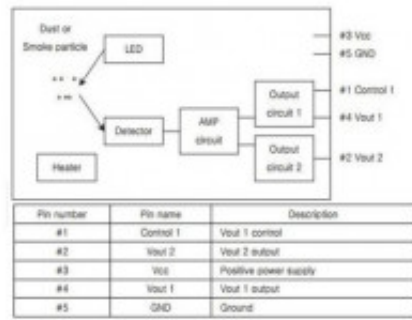 Dust or
Smoke particle
LED
Detector
Heater
AMP
circuit
Output
circuit 1
Output
circuit 2
#3 Vcc
#5 GND
#1 Control 1
#4 Vout 1
#2 Vout 2
Pin number Pin name Description
#1 Control 1 Vout 1 control
#2 Vout 2 Vout 2 output
#3 Vcc Positive power supply
#4 Vout 1 Vout 1 output
#5 GND Ground